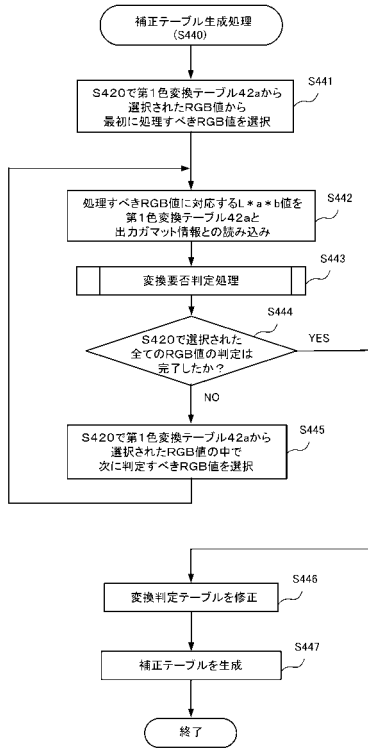 補正テーブル生成処理
(S440)
S441
S420で第1色変換テーブル42aから
選択されたRGB値から
最初に処理すべきRGB値を選択
S442
処理すべきRGB値に対応するL*a*b値を
第1色変換テーブル42aと
出力ガマット情報との読み込み
S443
変換要否判定処理
S444
S420で選択された
全てのRGB値の判定は
完了したか?
YES
NO
S445
S420で第1色変換テーブル42aから
選択されたRGB値の中で
次に判定すべきRGB値を選択
S446
変換判定テーブルを修正
S447
補正テーブルを生成
終了